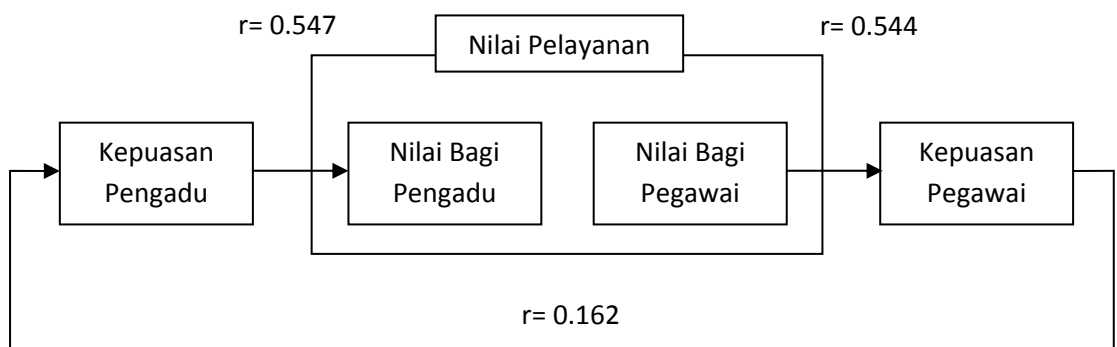 r= 0.547
Nilai Pelayanan
r= 0.544
Kepuasan
Pengadu
Nilai Bagi
Pengadu
Nilai Bagi
Pegawai
Kepuasan
Pegawai
r= 0.162